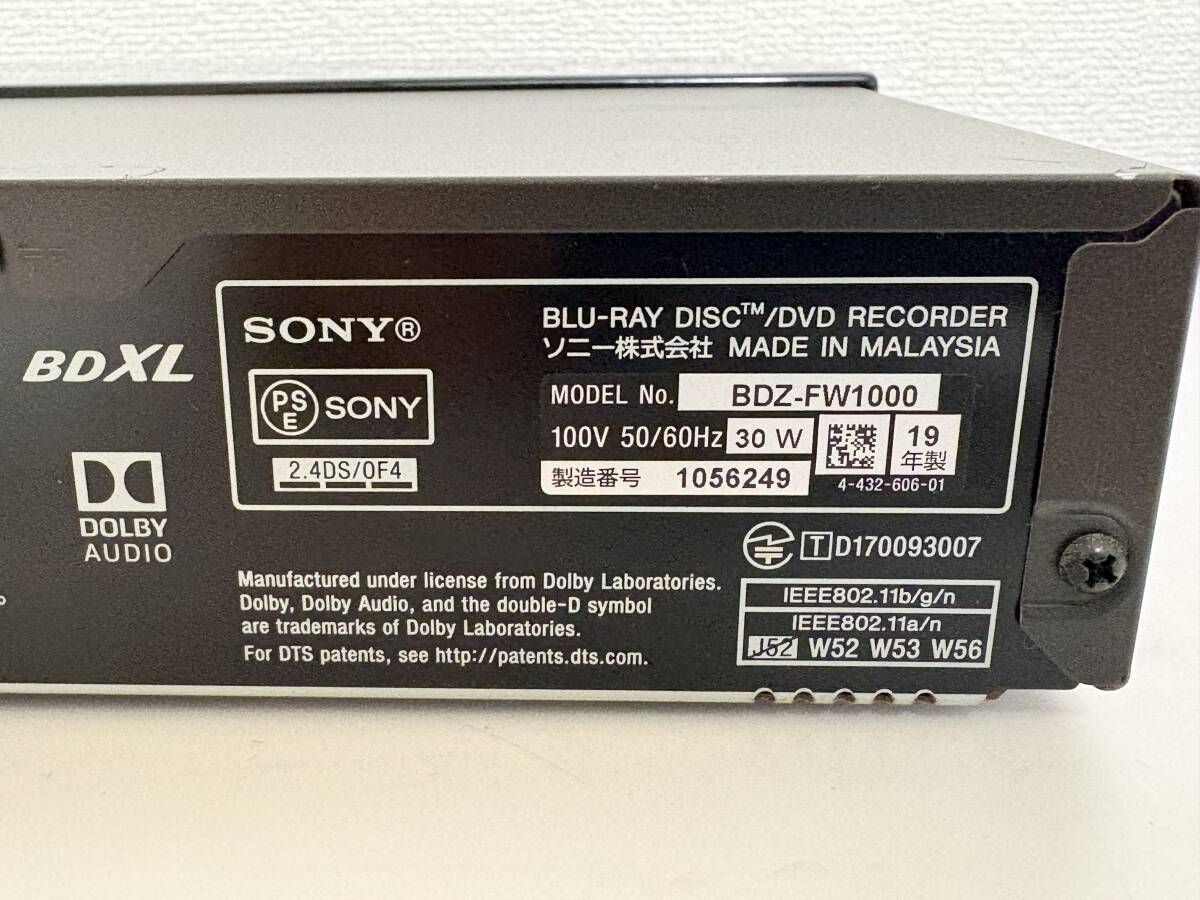 BDXL
DOLBY
AUDIO
SONY®
BLU-RAY DISC™/DVD RECORDER
ソニー株式会社 MADE IN MALAYSIA
PS
E
SONY
2.4DS/OF4
MODEL No. BDZ-FW1000
100V 50/60Hz 30 W
19
年製
製造番号 1056249
4-432-606-01
T D170093007
Manufactured under license from Dolby Laboratories.
Dolby, Dolby Audio, and the double-D symbol
are trademarks of Dolby Laboratories.
For DTS patents, see http://patents.dts.com.
IEEE802.11b/g/n
IEEE802.11a/n
J52 W52 W53 W56